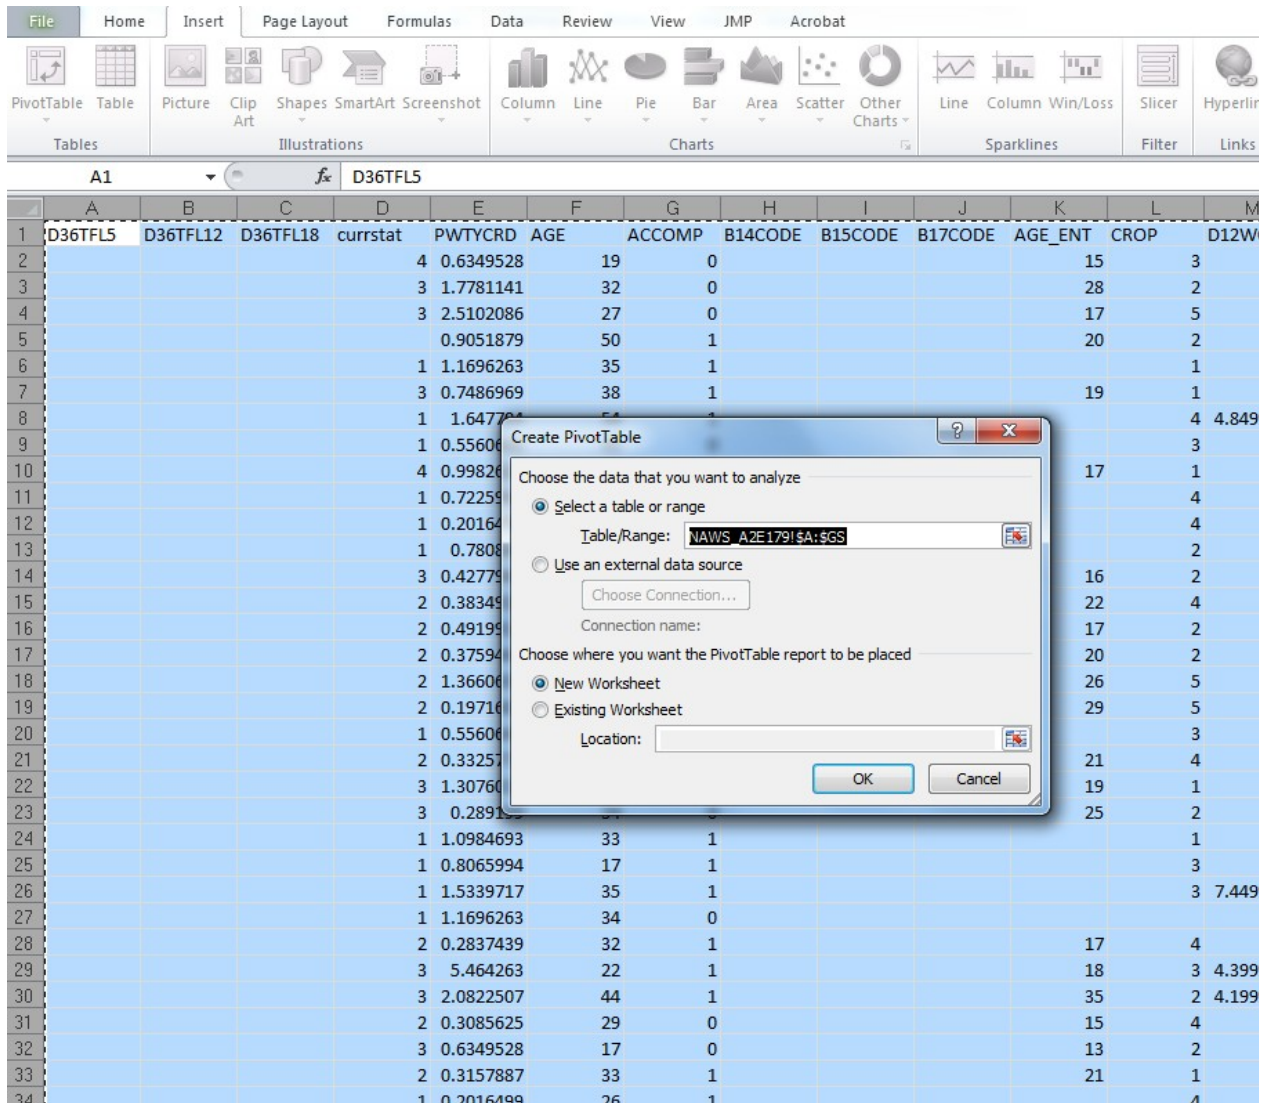 File Home Insert Page Layout Formulas Data Review View JMP Acrobat
PivotTable Table Picture Clip Art Shapes SmartArt Screenshot Column Line Pie Bar Area Scatter Other Charts Line Column Win/Loss Slicer
Tables Illustrations Charts Sparklines Filter Links
A1 fx D36TFL5
A B C D E F G H I J K L M
1 D36TFL5 D36TFL12 D36TFL18 currstat PWTYCRD AGE ACCOMP B14CODE B15CODE B17CODE AGE_ENT CROP
2 4 0.6349528 19 0 15 3
3 3 1.7781141 32 0 28 2
4 3 2.5102086 27 0 17 5
5 0.9051879 50 1 20 2
6 1 1.1696263 35 1 1
7 3 0.7486969 38 1 19 1
8 1 4 4.849
9 1 3
10 4 17 1
11 1 4
12 1 4
13 1 2
14 3 16 2
15 2 22 4
16 2 17 2
17 2 20 2
18 2 26 5
19 2 29 5
20 1 3
21 2 21 4
22 3 19 1
23 3 25 2
Create PivotTable
Choose the data that you want to analyze
Select a table or range
Table/Range: NAWS_A2E179!$A:$GS
Use an external data source
Choose Connection...
Connection name:
Choose where you want the PivotTable report to be placed
New Worksheet
Existing Worksheet
Location:
OK Cancel
24 1 1.0984693 33 1 1
25 1 0.8065994 17 1 3
26 1 1.5339717 35 1 3 7.449
27 1 1.1696263 34 0
28 2 0.2837439 32 1 17 4
29 3 5.464263 22 1 18 3 4.399
30 3 2.0822507 44 1 35 2 4.199
31 2 0.3085625 29 0 15 4
32 3 0.6349528 17 0 13 2
33 2 0.3157887 33 1 21 1
34 1 0.2016499 26 1 4